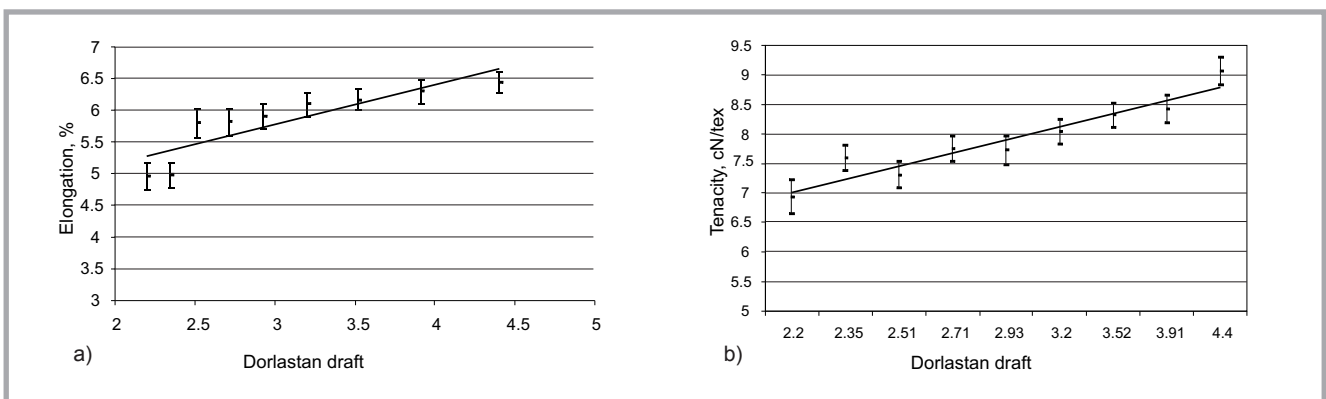 7
6.5
6
5.5
5
4.5
4
3.5
3
Elongation, %
2 2.5 3 3.5 4 4.5 5
Dorlastan draft
a)
9.5
9
8.5
8
7.5
7
6.5
6
5.5
5
Tenacity, cN/tex
2.2 2.35 2.51 2.71 2.93 3.2 3.52 3.91 4.4
Dorlastan draft
b)